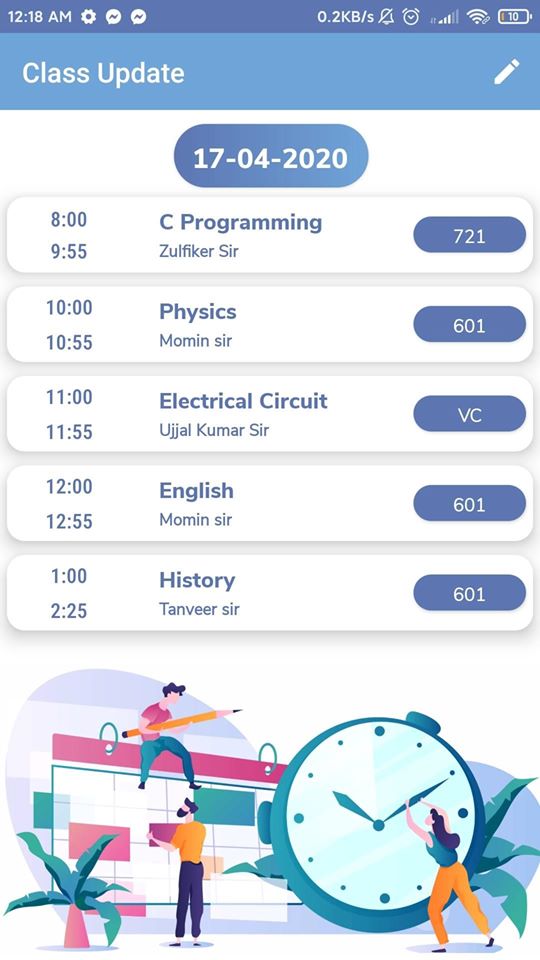 12:18 AM 0.2KB/s 10
Class Update
17-04-2020
8:00 C Programming 721
9:55 Zulfiker Sir
10:00 Physics 601
10:55 Momin sir
11:00 Electrical Circuit VC
11:55 Ujjal Kumar Sir
12:00 English 601
12:55 Momin sir
1:00 History 601
2:25 Tanveer sir